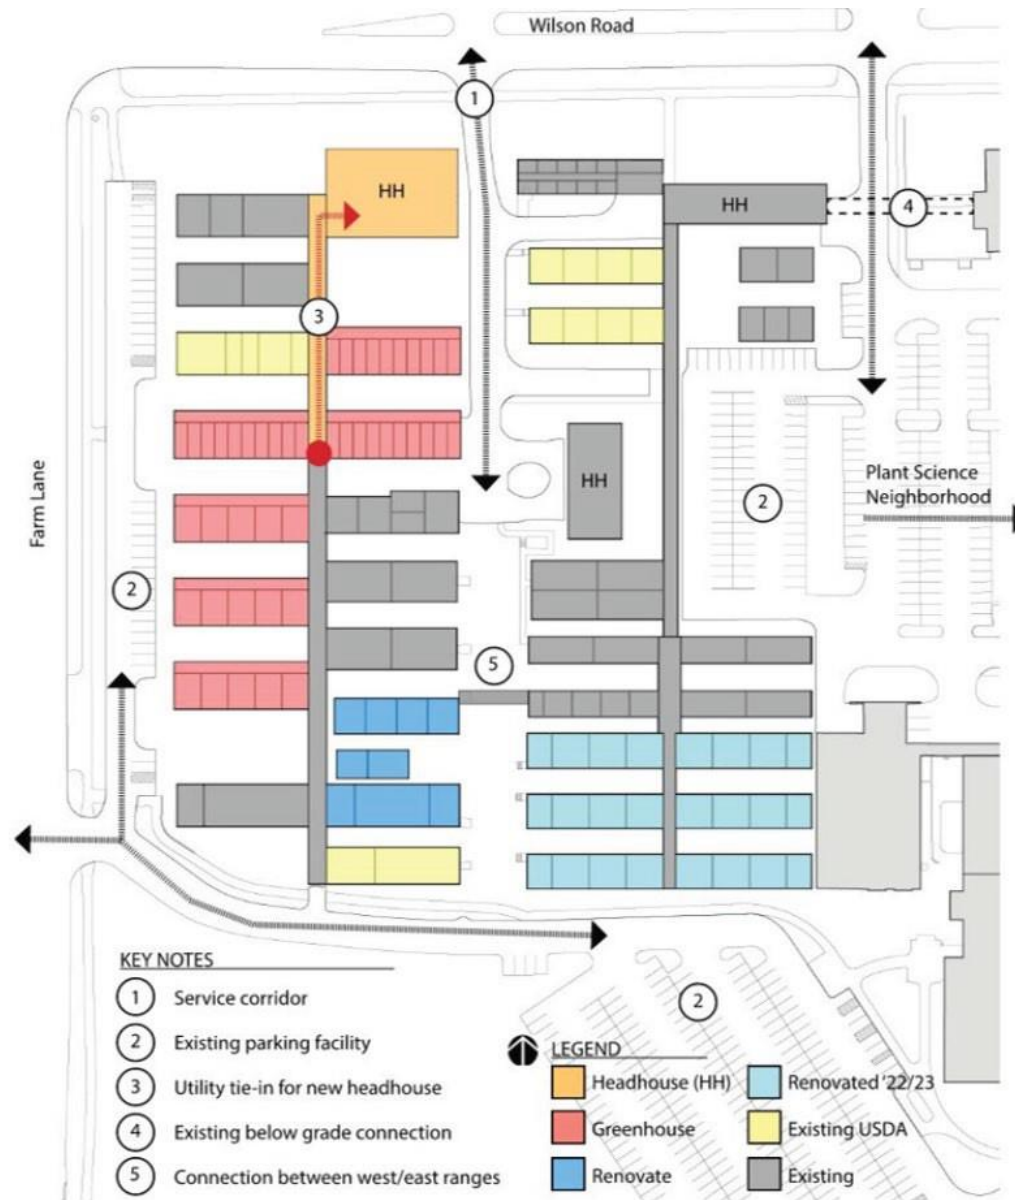 Wilson Road
1
HH
HH
4
3
Farm Lane
HH
Plant Science
Neighborhood
2
2
5
KEY NOTES
1 Service corridor
2 Existing parking facility
3 Utility tie-in for new headhouse
4 Existing below grade connection
5 Connection between west/east ranges
2
LEGEND
Headhouse (HH)
Renovated '22/23
Greenhouse
Existing USDA
Renovate
Existing